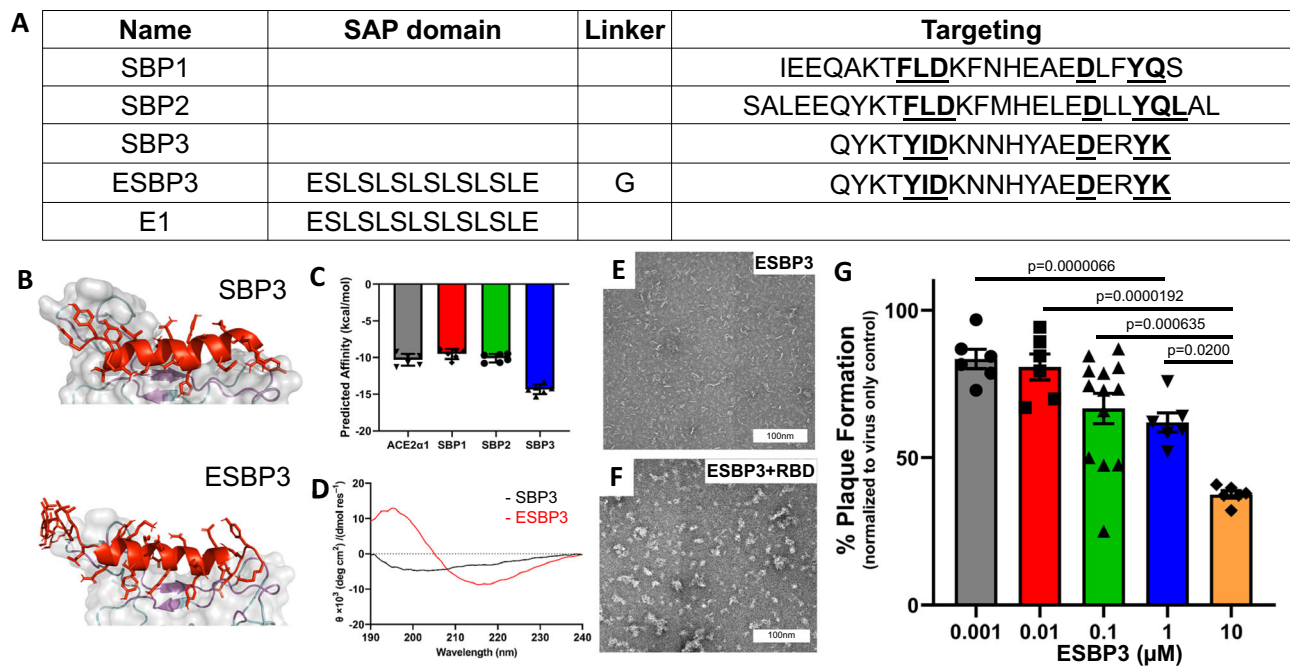 A
Name SAP domain Linker Targeting
SBP1 IEEQAKTFLDKFNHEAEDLFYQS
SBP2 SALEEQYKTFLDKFMHELEDLLYQLAL
SBP3 QYKTYIDKNNHYAEDERYK
ESBP3 ESLSLSLSLSLSLE G QYKTYIDKNNHYAEDERYK
E1 ESLSLSLSLSLSLE
B
SBP3
ESBP3
C
Predicted Affinity (kcal/mol)
0
-5
-10
-15
-20
ACE2α1 SBP1 SBP2 SBP3
D
- SBP3
- ESBP3
θ ×10³ (deg cm²) /(dmol res⁻¹)
20
10
0
-10
-20
190 200 210 220 230 240
Wavelength (nm)
E
ESBP3
100nm
F
ESBP3+RBD
100nm
G
p=0.0000066
p=0.0000192
p=0.000635
p=0.0200
% Plaque Formation
(normalized to virus only control)
100
50
0
0.001 0.01 0.1 1 10
ESBP3 (µM)